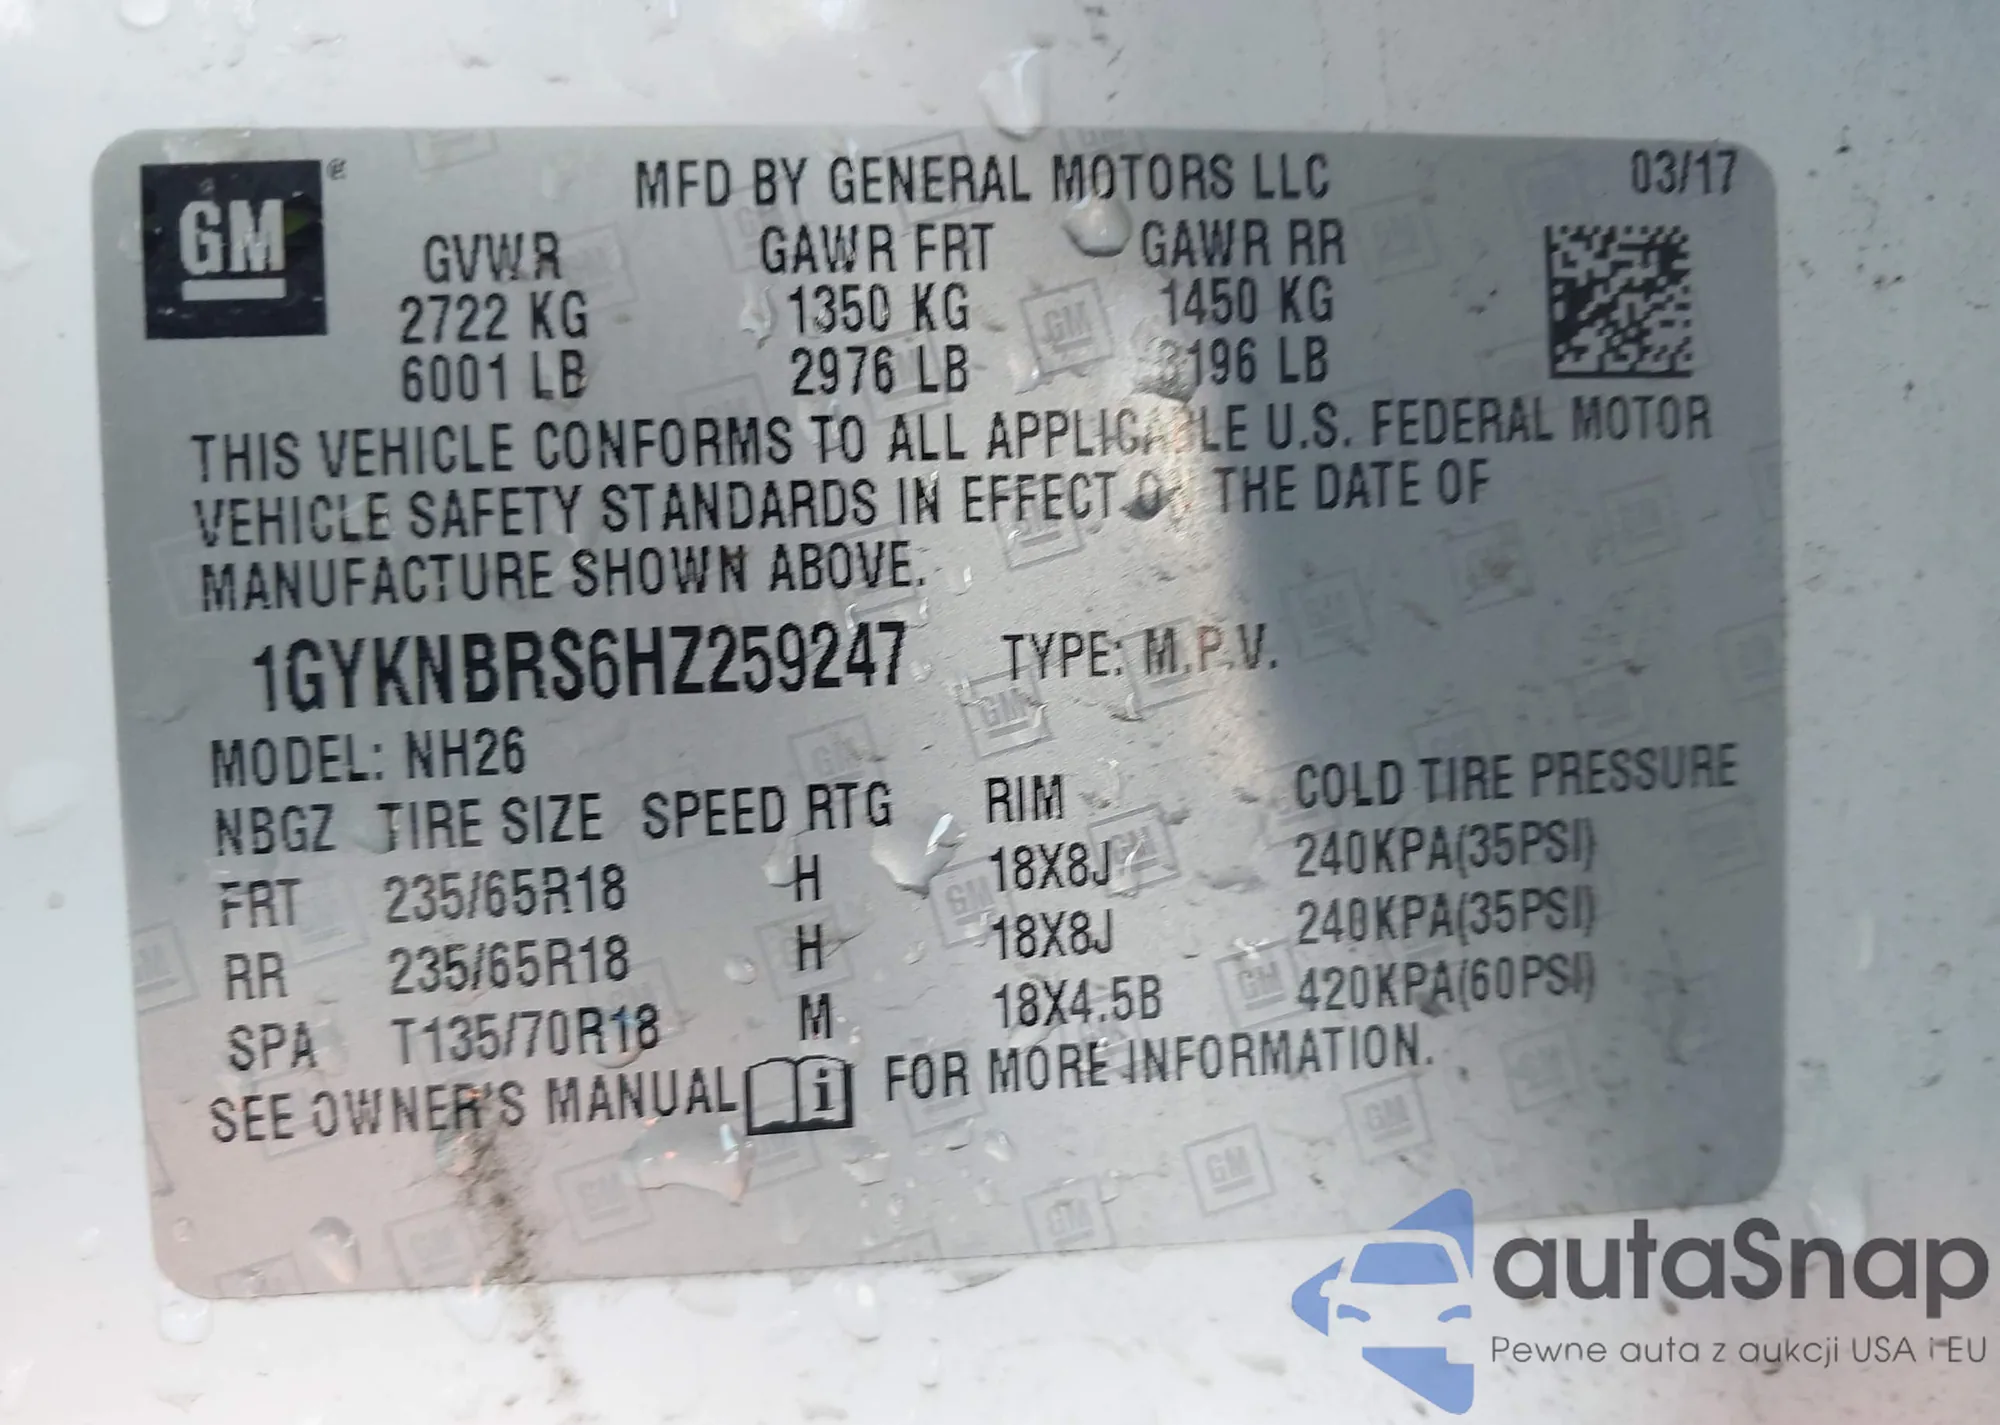 GM
MFD BY GENERAL MOTORS LLC 03/17
GVWR GAWR FRT GAWR RR
2722 KG 1350 KG 1450 KG
6001 LB 2976 LB 3196 LB
THIS VEHICLE CONFORMS TO ALL APPLICABLE U.S. FEDERAL MOTOR
VEHICLE SAFETY STANDARDS IN EFFECT ON THE DATE OF
MANUFACTURE SHOWN ABOVE.
1GYKNBRS6HZ259247 TYPE: M.P.V.
MODEL: NH26
NBGZ TIRE SIZE SPEED RTG RIM COLD TIRE PRESSURE
FRT 235/65R18 H 18X8J 240KPA(35PSI)
RR 235/65R18 H 18X8J 240KPA(35PSI)
SPA T135/70R18 M 18X4.5B 420KPA(60PSI)
SEE OWNER'S MANUAL i FOR MORE INFORMATION.
autaSnap
Pewne auta z aukcji USA i EU